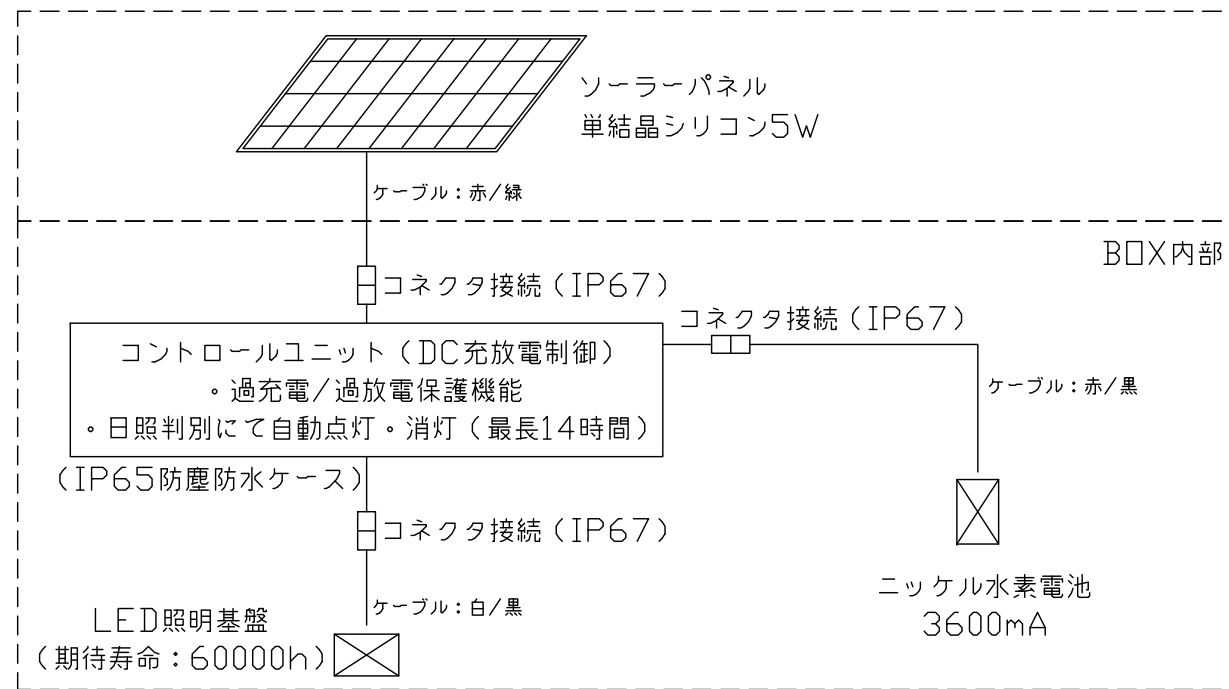 ソーラーパネル
単結晶シリコン5W
ケーブル：赤/緑
BOX内部
コネクタ接続（IP67）
コネクタ接続（IP67）
コントロールユニット（DC充放電制御）
・過充電/過放電保護機能
・日照判別にて自動点灯・消灯（最長14時間）
ケーブル：赤/黒
（IP65防塵防水ケース）
コネクタ接続（IP67）
ニッケル水素電池
3600mA
ケーブル：白/黒
LED照明基盤
（期待寿命：60000h）